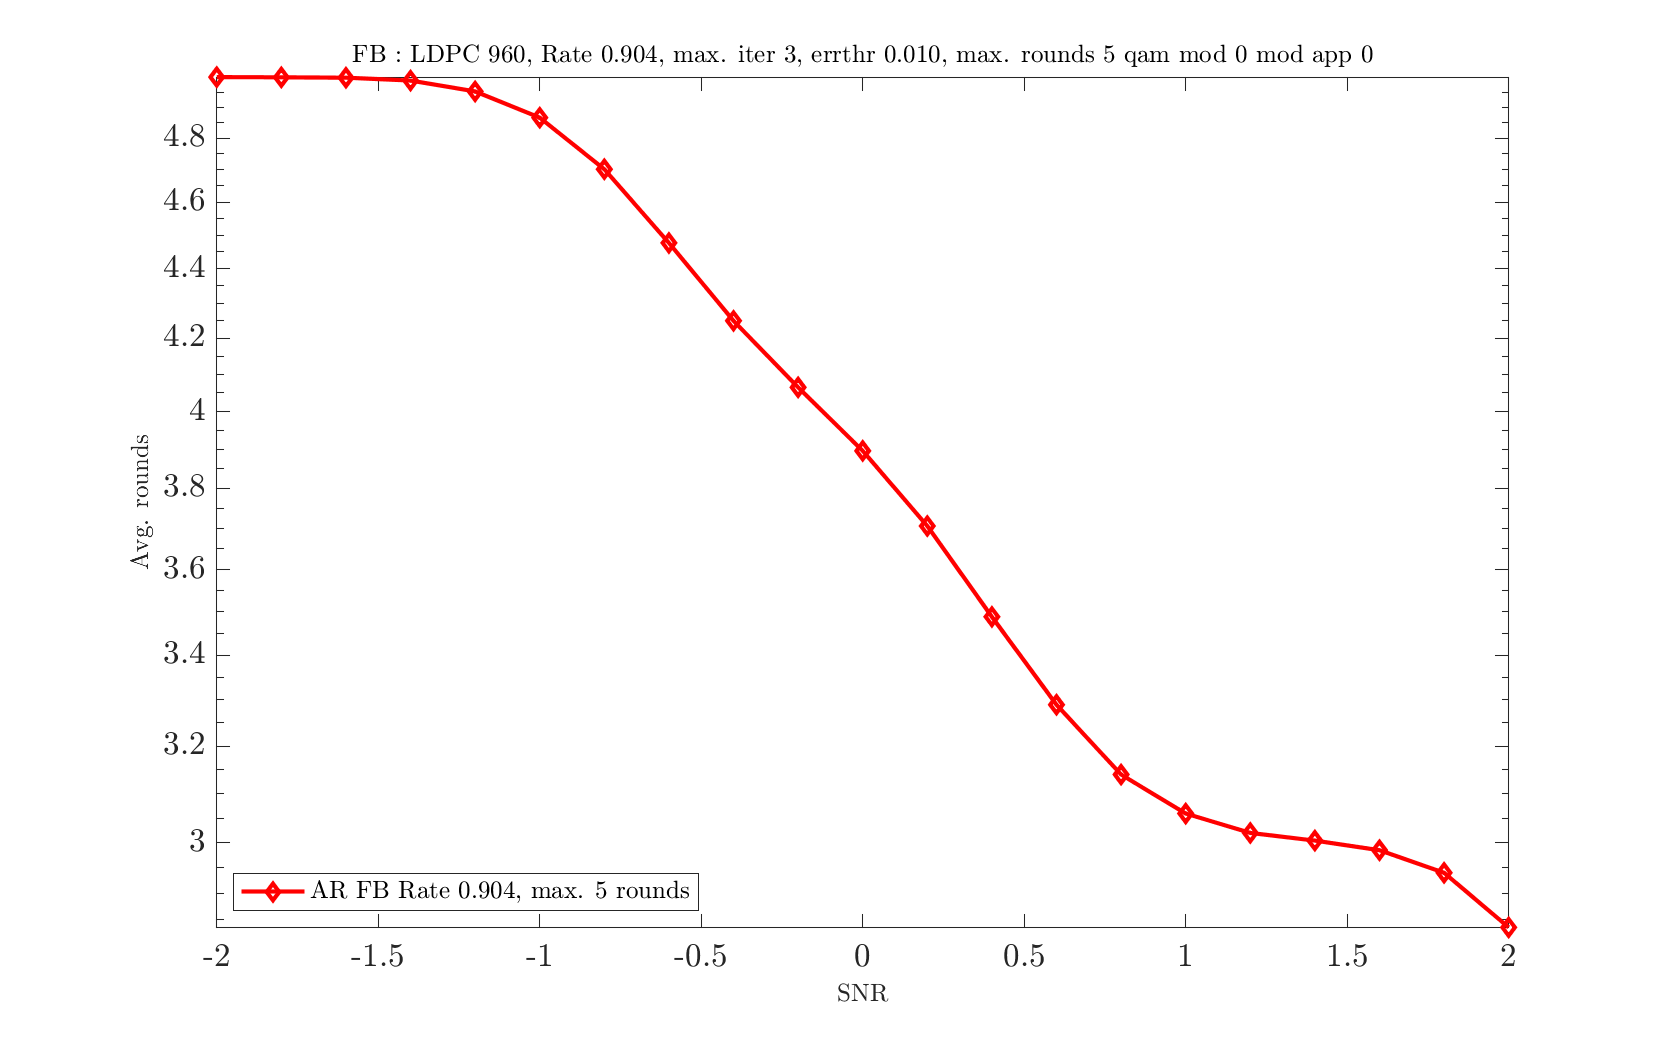 FB : LDPC 960, Rate 0.904, max. iter 3, errthr 0.010, max. rounds 5 qam mod 0 mod app 0
4.8
4.6
4.4
4.2
4
3.8
3.6
3.4
3.2
3
Avg. rounds
AR FB Rate 0.904, max. 5 rounds
-2 -1.5 -1 -0.5 0 0.5 1 1.5 2
SNR